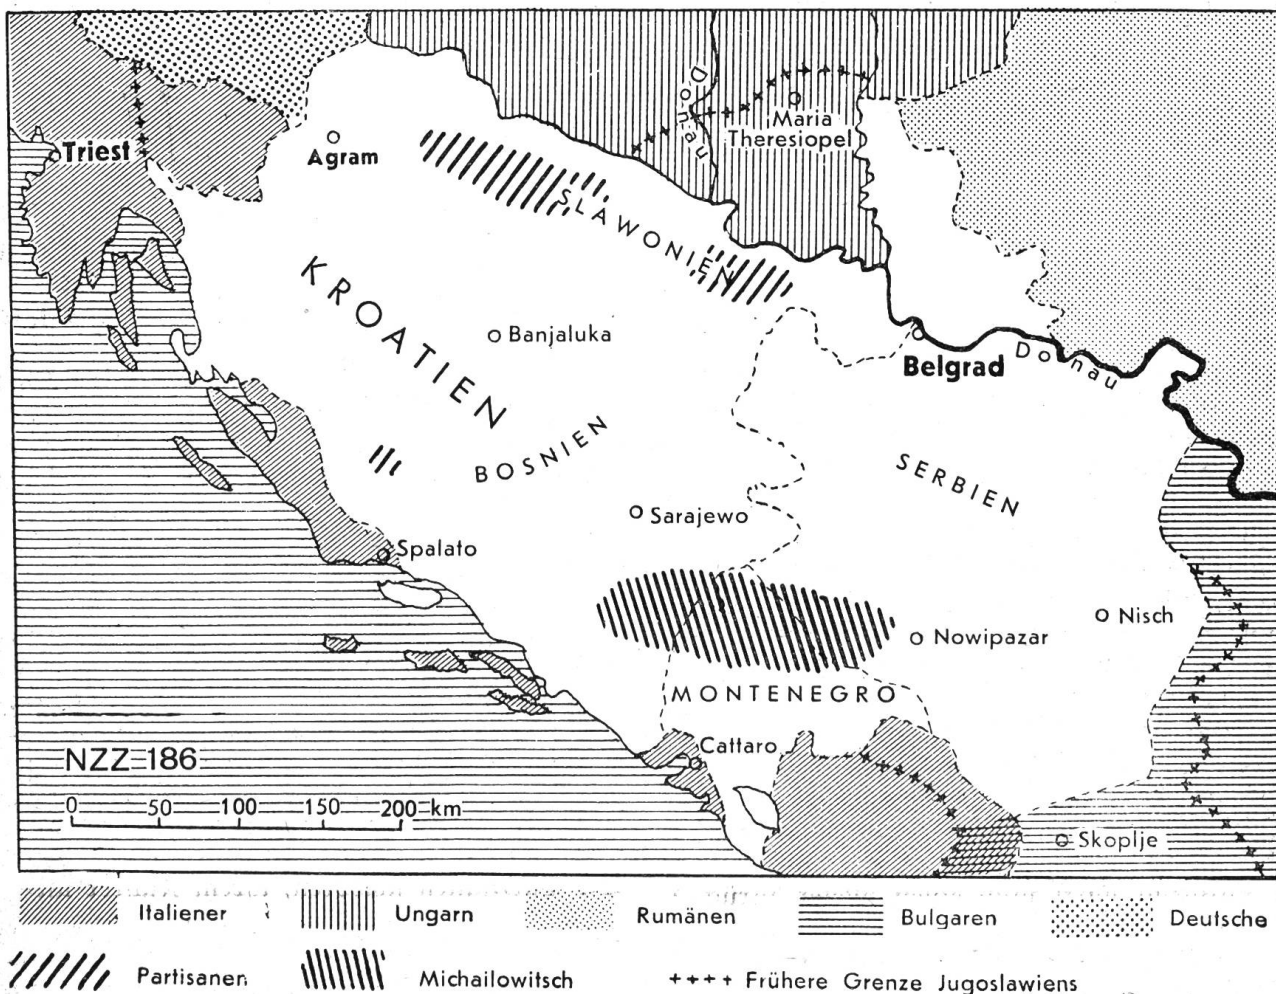 Donau
Maria
Theresiopel
Triest
Agram
SLAWONIEN
KROATIEN
Banjaluka
Belgrad
Donau
BOSNIEN
SERBIEN
Sarajewo
Spalato
Nisch
Nowipazar
MONTENEGRO
Cattaro
NZZ 186
0 50 100 150 200 km
Skoplje
Italiener Ungarn Rumänen Bulgaren Deutsche
Partisanen Michailowitsch ++++ Frühere Grenze Jugoslawiens